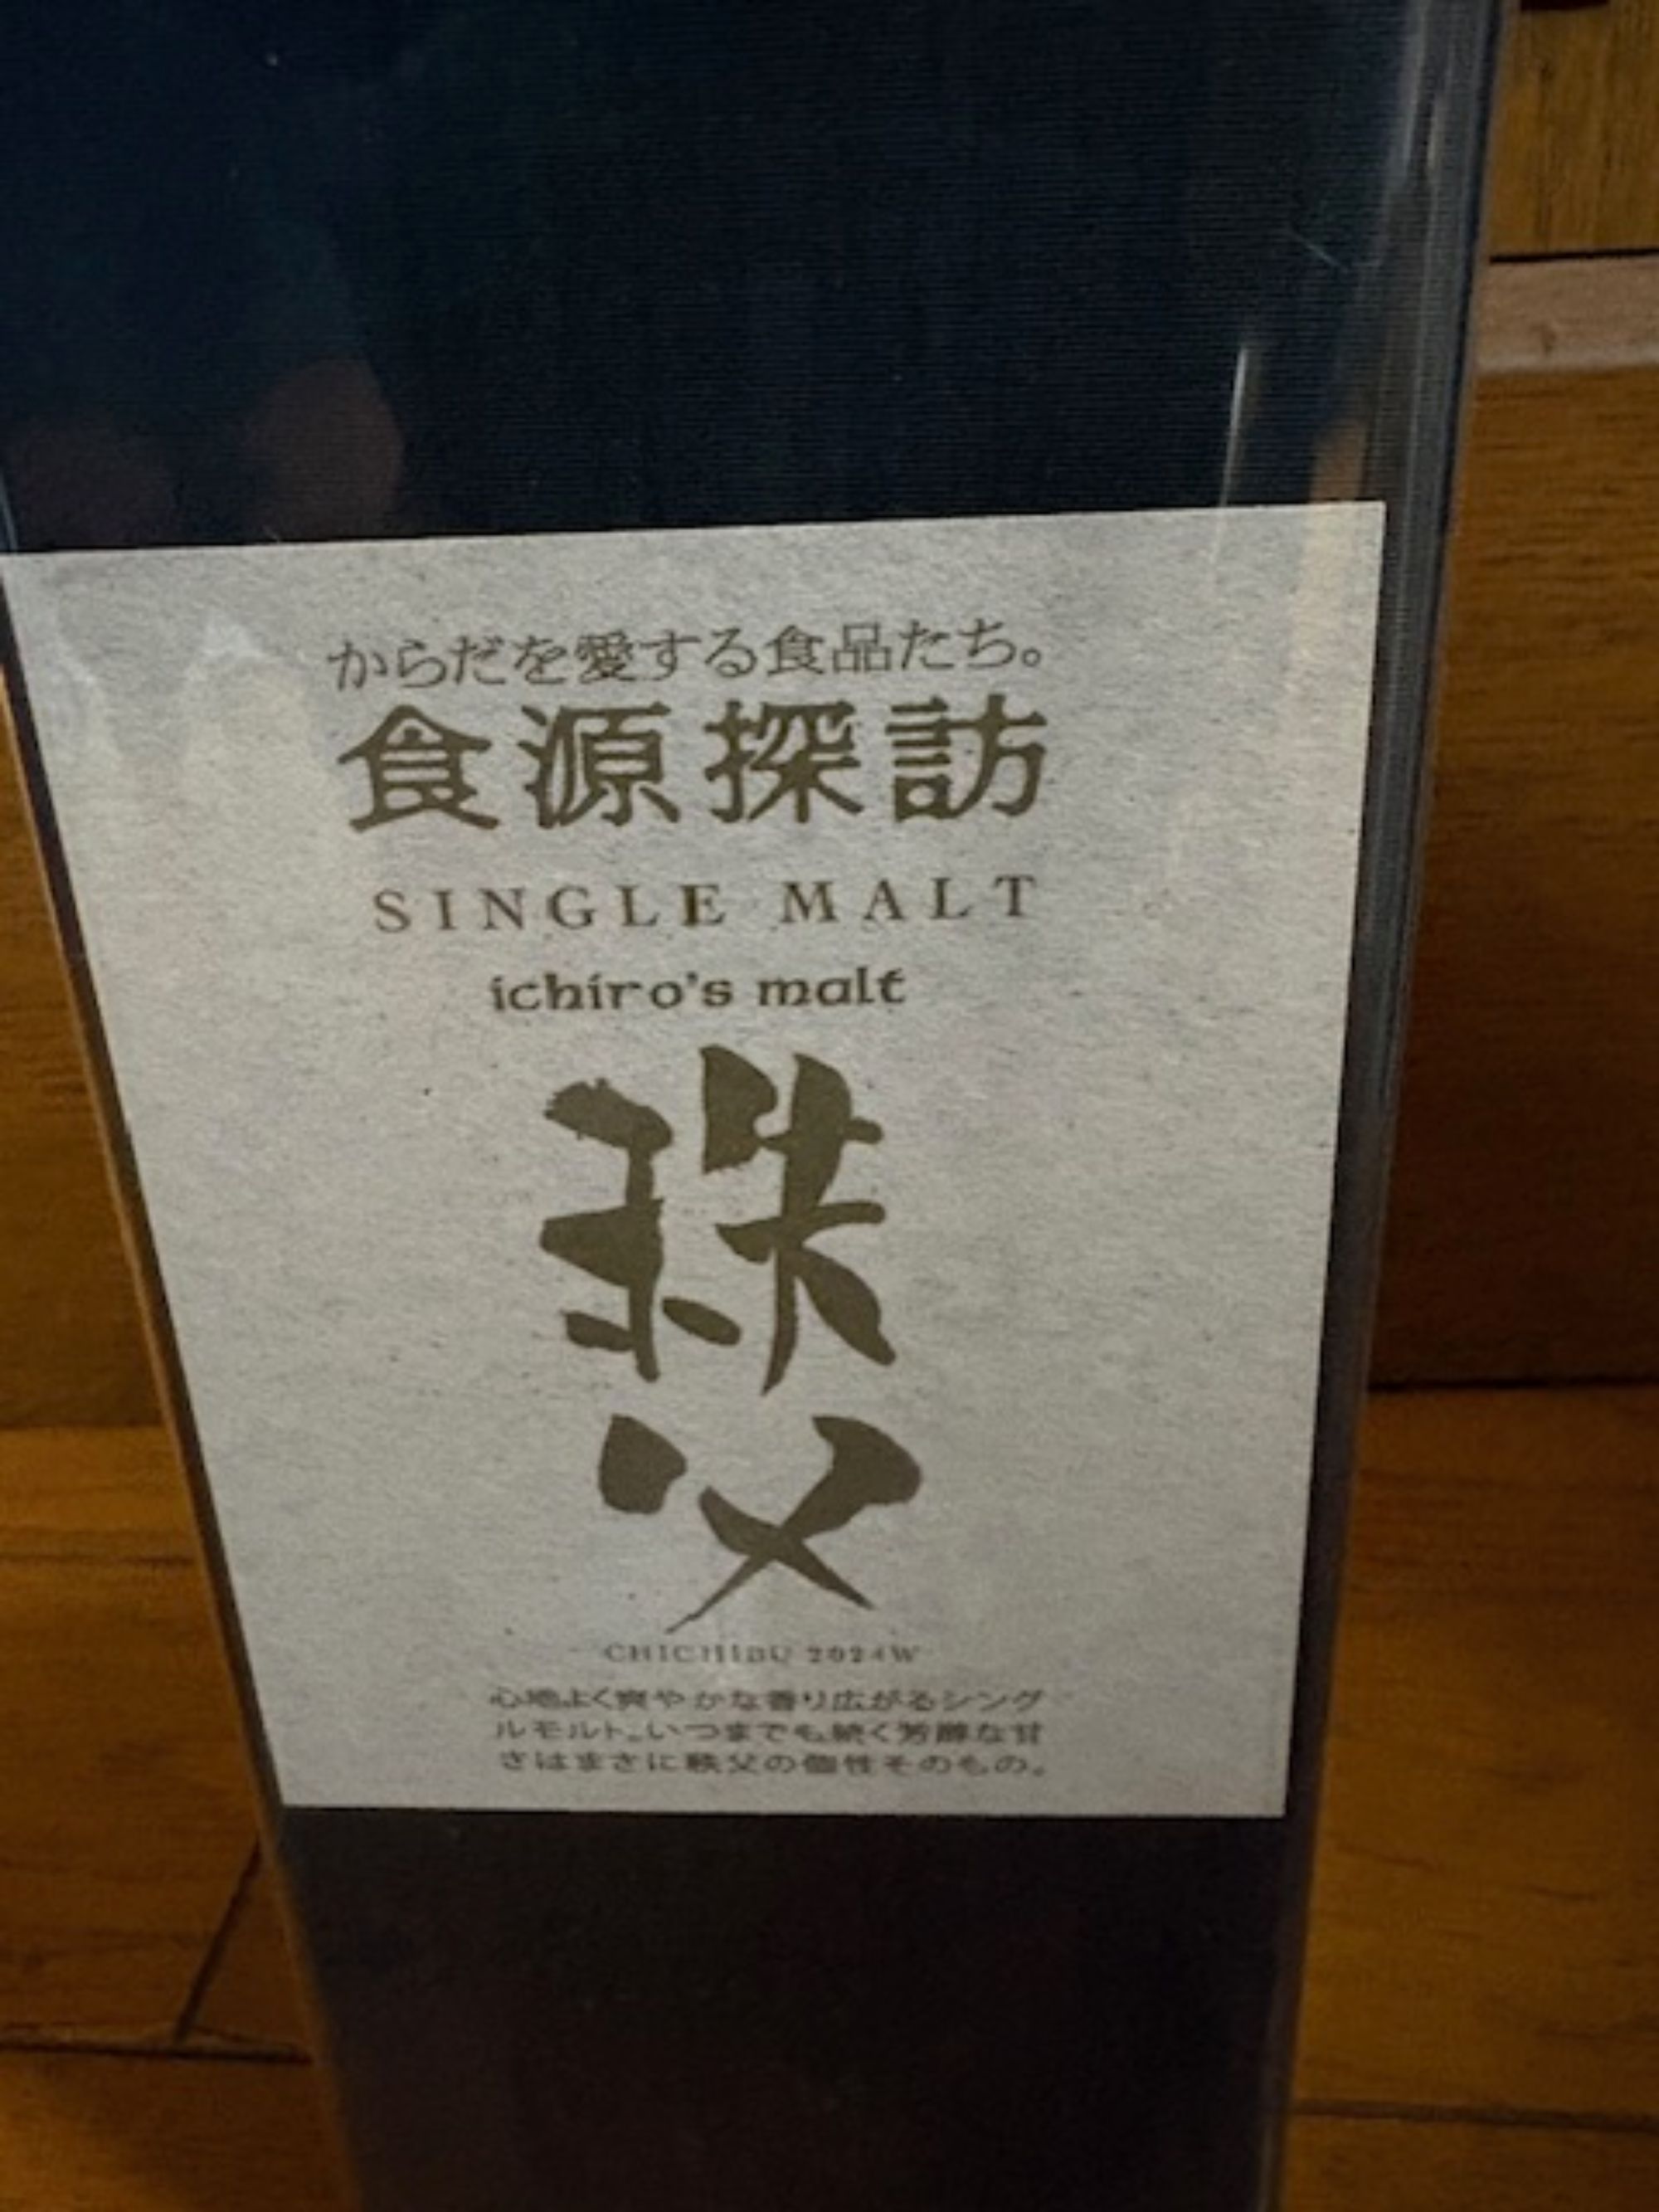 からだを愛する食品たち。
食源探訪
SINGLE MALT
ichiro's malt
秩父
CHICHIBU 2024W
心地よく爽やかな香り広がるシング
ルモルト。いつまでも続く芳醇な甘
さはまさに秩父の個性そのもの。